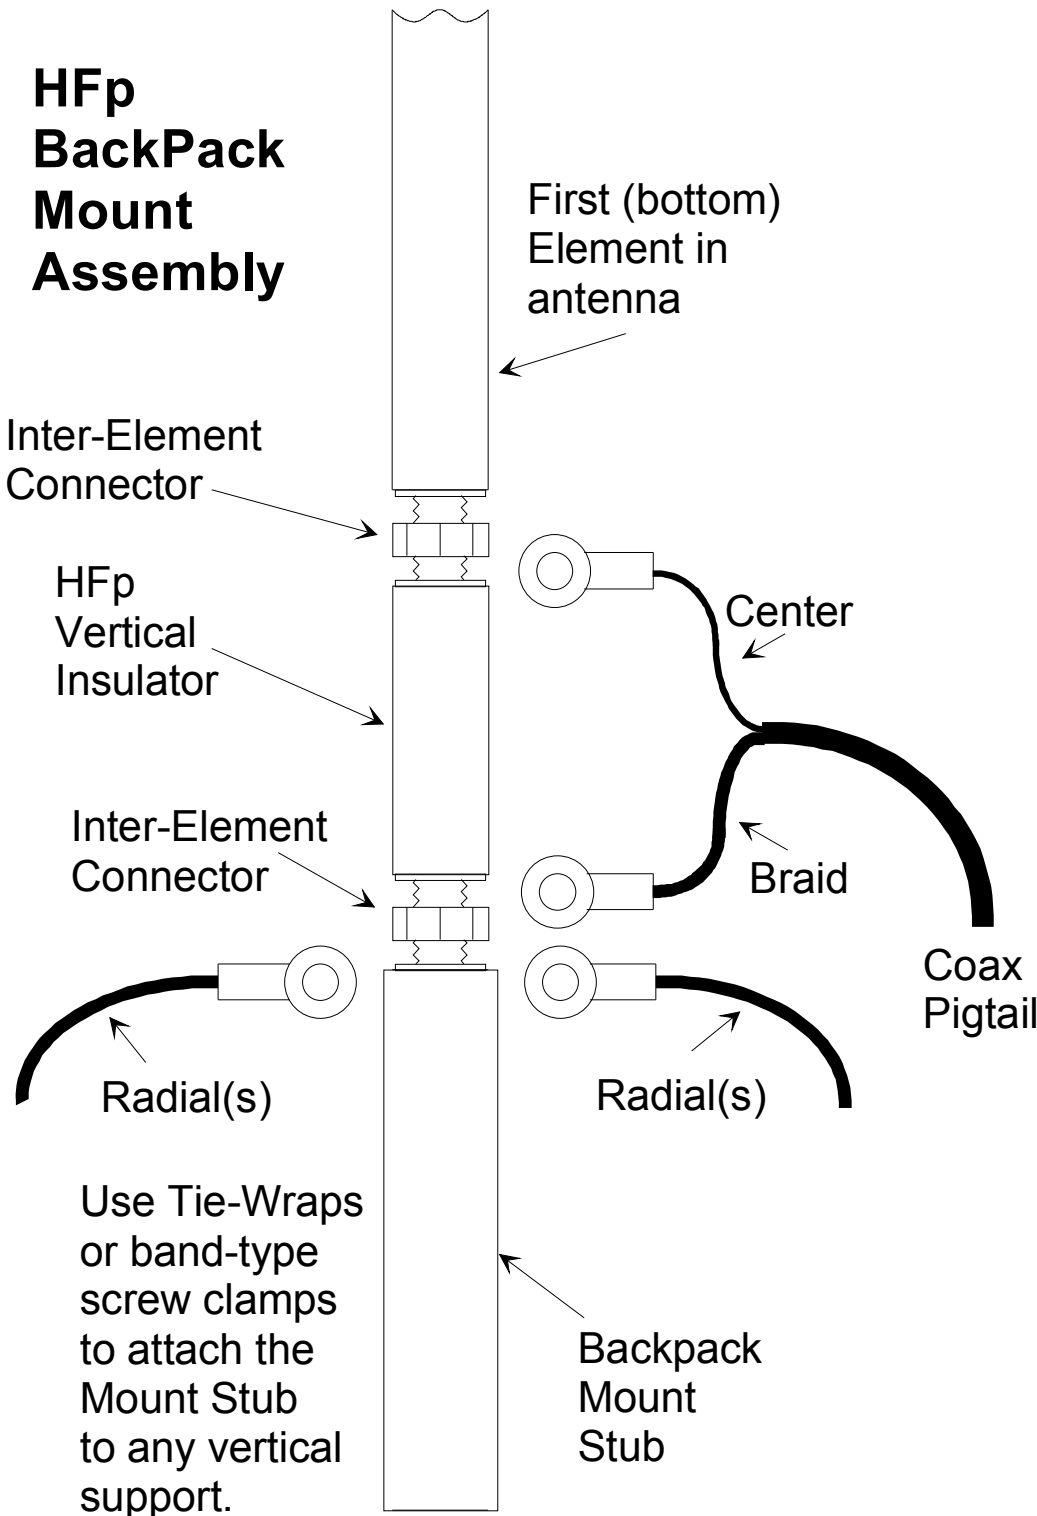 HFp
BackPack
Mount
Assembly
First (bottom)
Element in
antenna
Inter-Element
Connector
HFp
Vertical
Insulator
Center
Inter-Element
Connector
Braid
Coax
Pigtail
Radial(s)
Radial(s)
Use Tie-Wraps
or band-type
screw clamps
to attach the
Mount Stub
to any vertical
support.
Backpack
Mount
Stub